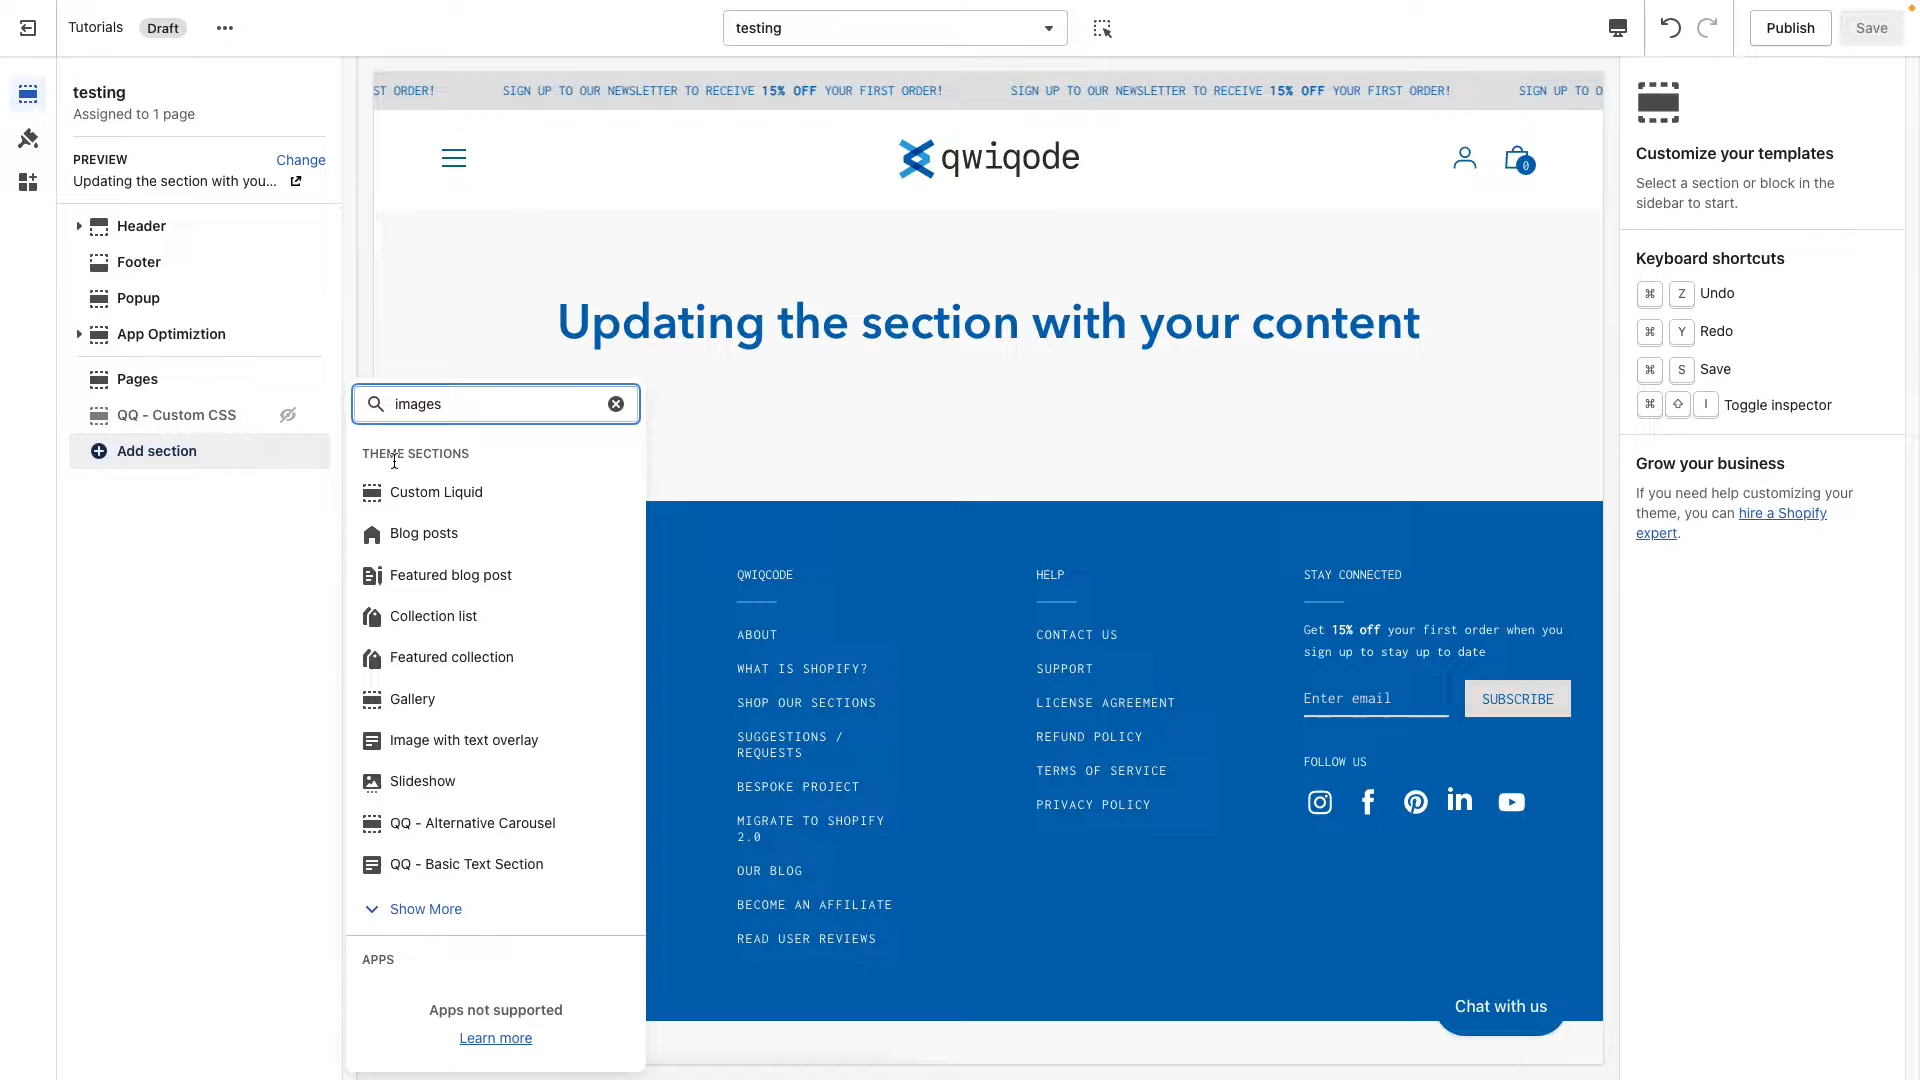 Tutorials Draft
testing
Publish
Save
testing
Assigned to 1 page
PREVIEW
Change
Updating the section with you...
Header
Footer
Popup
App Optimiztion
Pages
QQ - Custom CSS
Add section
images
THEME SECTIONS
Custom Liquid
Blog posts
Featured blog post
Collection list
Featured collection
Gallery
Image with text overlay
Slideshow
QQ - Alternative Carousel
QQ - Basic Text Section
Show More
APPS
Apps not supported
Learn more
ST ORDER! SIGN UP TO OUR NEWSLETTER TO RECEIVE 15% OFF YOUR FIRST ORDER! SIGN UP TO OUR NEWSLETTER TO RECEIVE 15% OFF YOUR FIRST ORDER! SIGN UP TO O
qwiqode
0
Updating the section with your content
QWIQCODE
ABOUT
WHAT IS SHOPIFY?
SHOP OUR SECTIONS
SUGGESTIONS /
REQUESTS
BESPOKE PROJECT
MIGRATE TO SHOPIFY
2.0
OUR BLOG
BECOME AN AFFILIATE
READ USER REVIEWS
HELP
CONTACT US
SUPPORT
LICENSE AGREEMENT
REFUND POLICY
TERMS OF SERVICE
PRIVACY POLICY
STAY CONNECTED
Get 15% off your first order when you
sign up to stay up to date
Enter email
SUBSCRIBE
FOLLOW US
Chat with us
Customize your templates
Select a section or block in the
sidebar to start.
Keyboard shortcuts
⌘ Z Undo
⌘ Y Redo
⌘ S Save
⌘ ⇧ I Toggle inspector
Grow your business
If you need help customizing your
theme, you can hire a Shopify
expert.